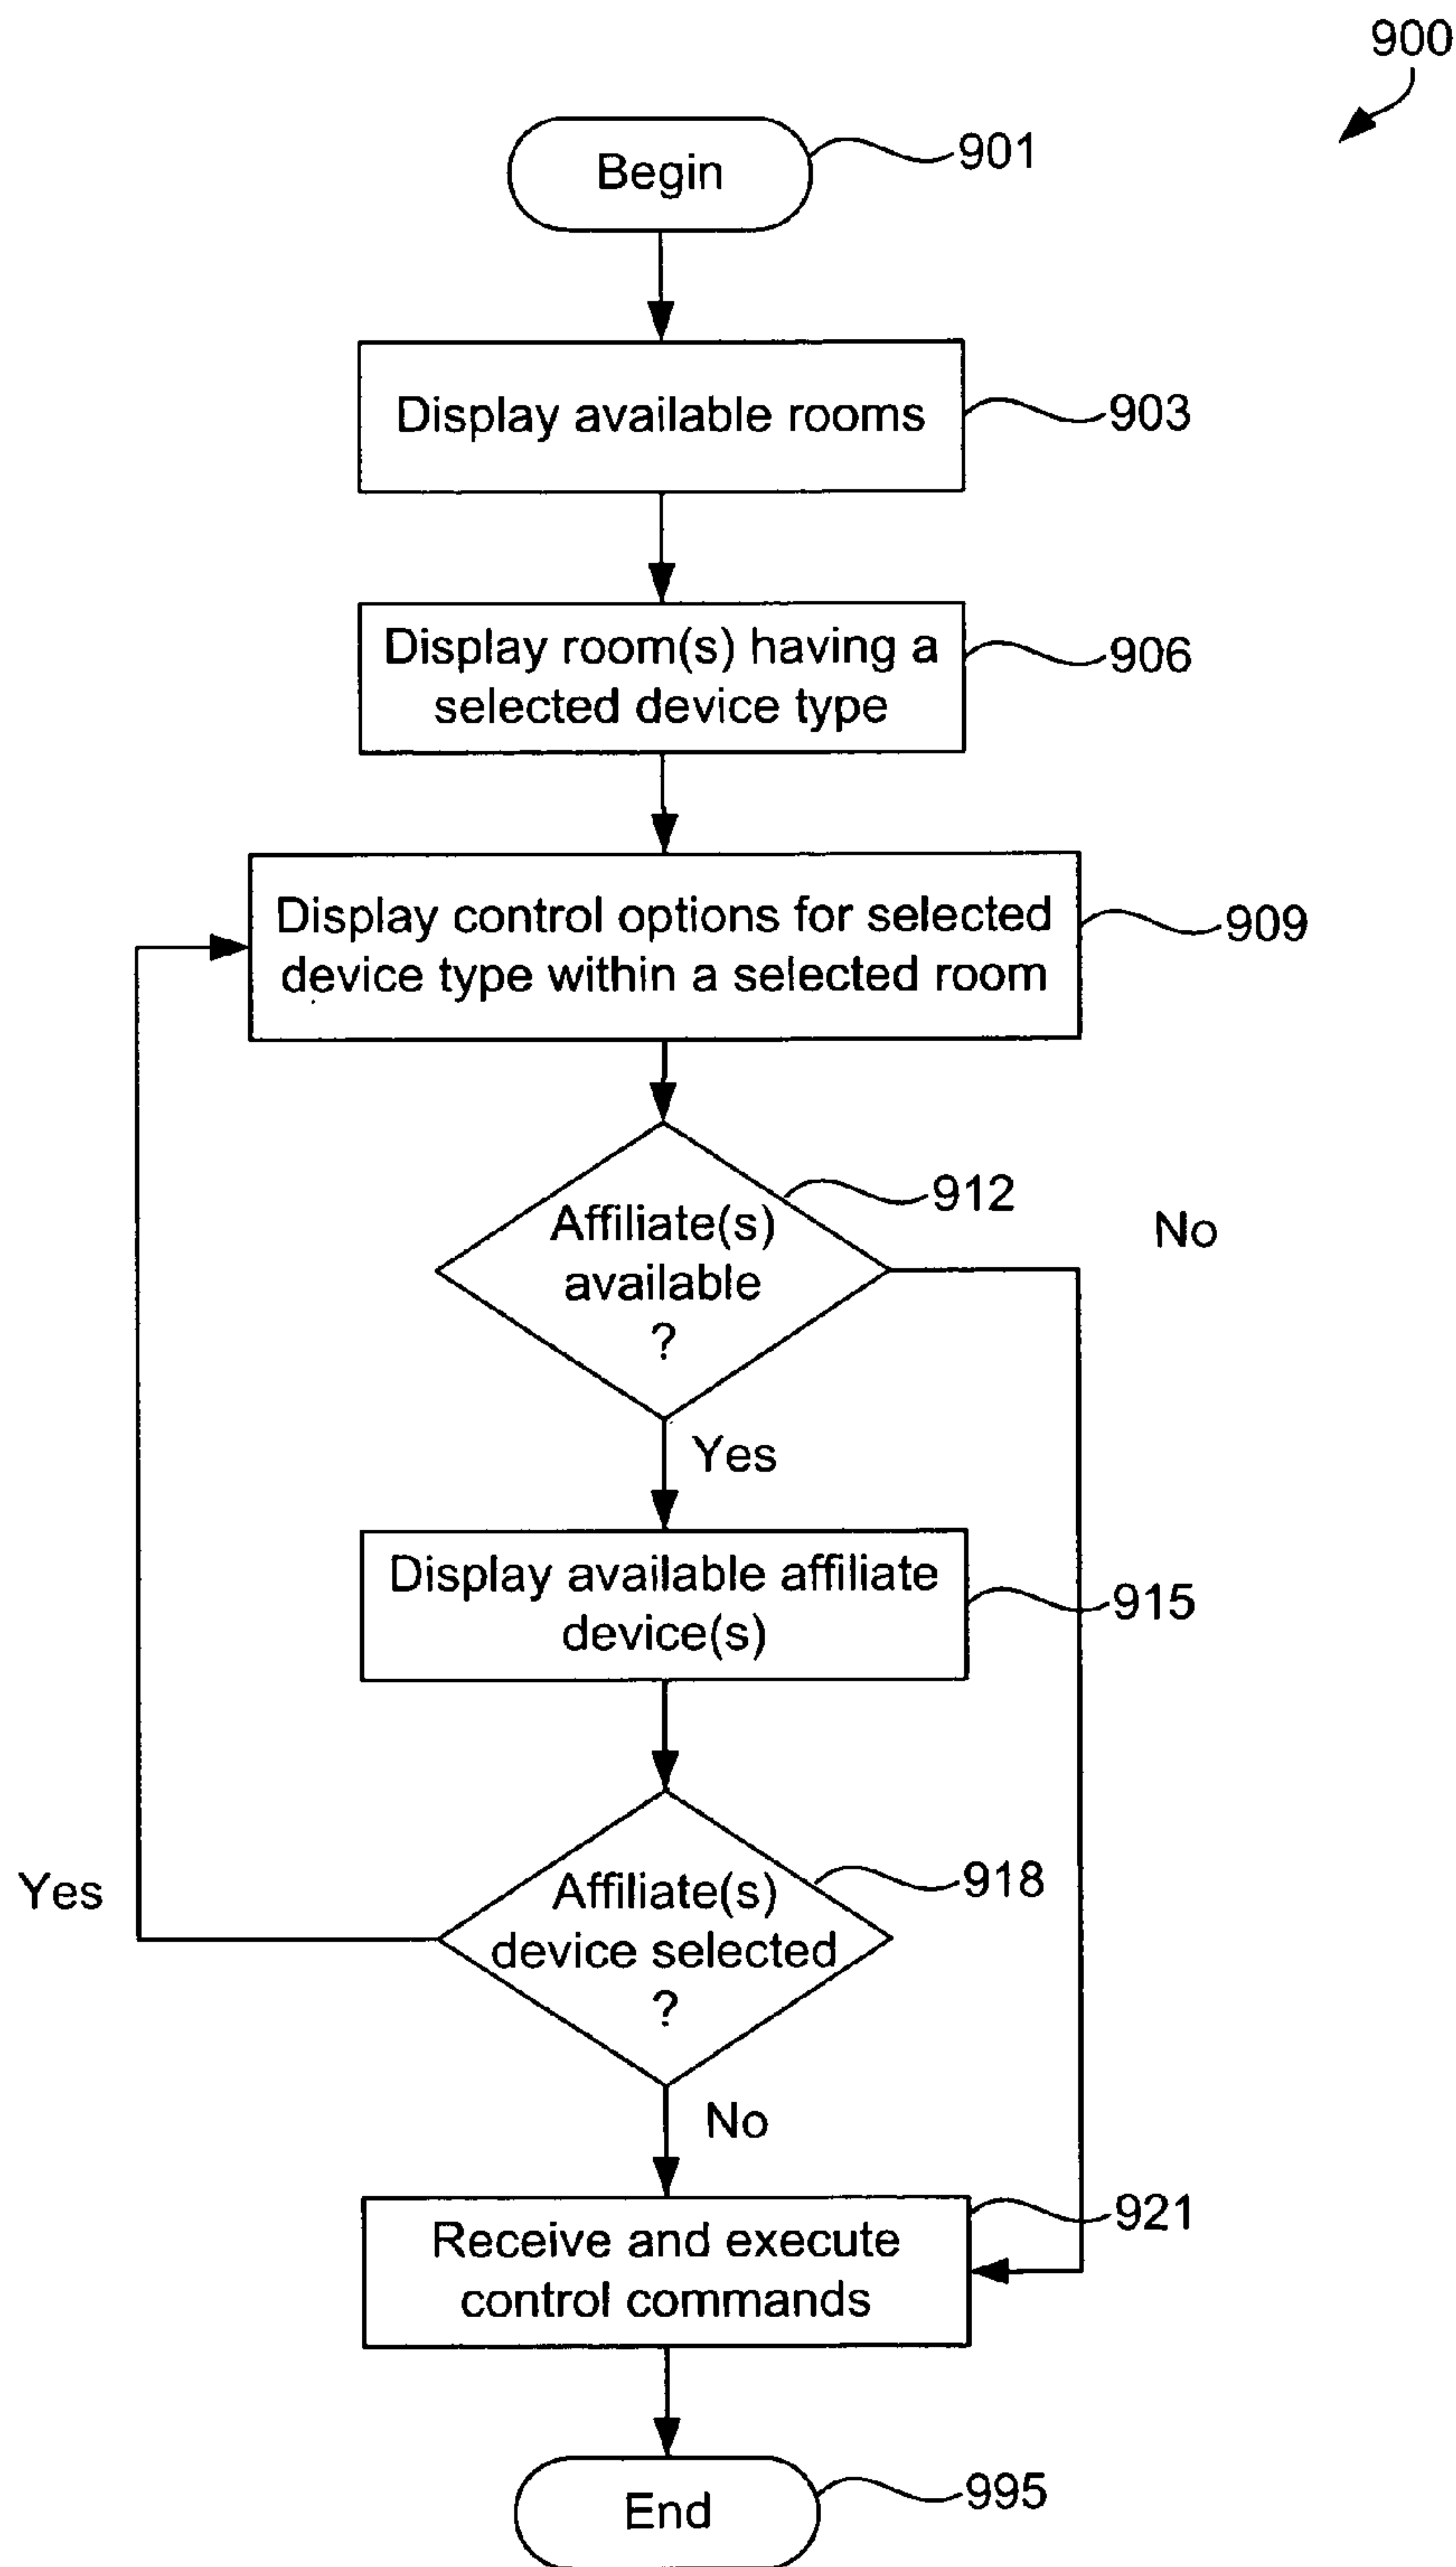 900
Begin
901
Display available rooms
903
Display room(s) having a
selected device type
906
Display control options for selected
device type within a selected room
909
Affiliate(s)
available
?
912
No
Yes
Display available affiliate
device(s)
915
Affiliate(s)
device selected
?
918
Yes
No
Receive and execute
control commands
921
End
995